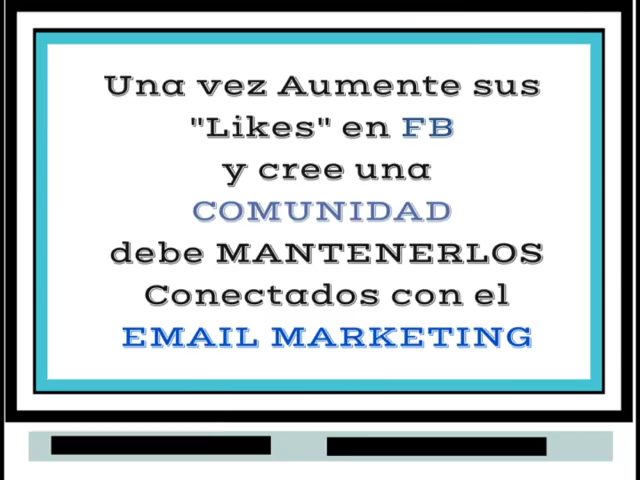 Una vez Aumente sus
"Likes" en FB
y cree una
COMUNIDAD
debe MANTENERLOS
Conectados con el
EMAIL MARKETING